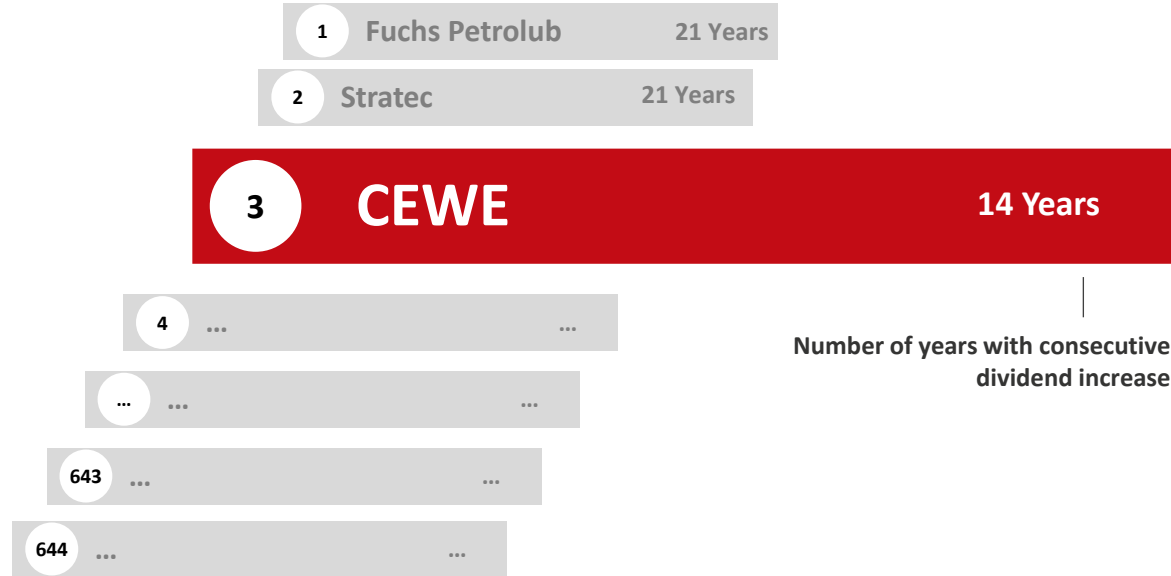 1 Fuchs Petrolub 21 Years
2 Stratec 21 Years
3 CEWE 14 Years
4 ... ...
... ... ...
Number of years with consecutive
dividend increase
643 ... ...
644 ... ...